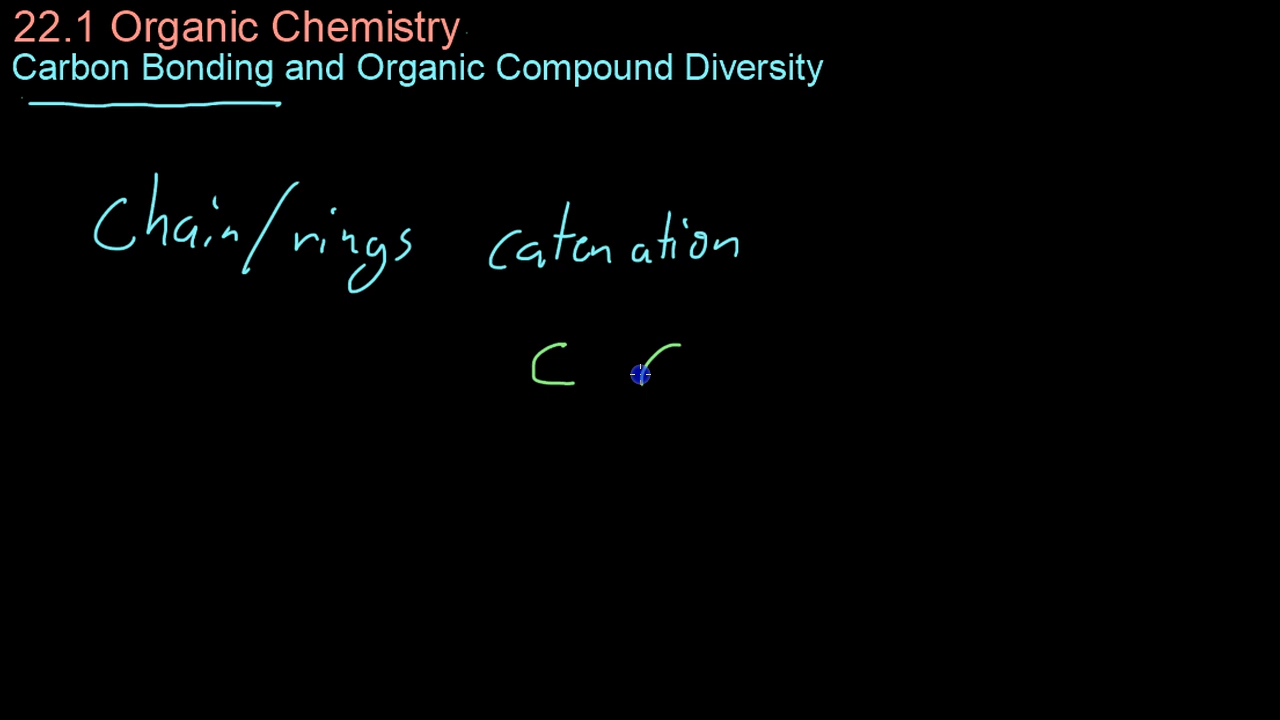 22.1 Organic Chemistry
Carbon Bonding and Organic Compound Diversity
Chain/rings catenation
C